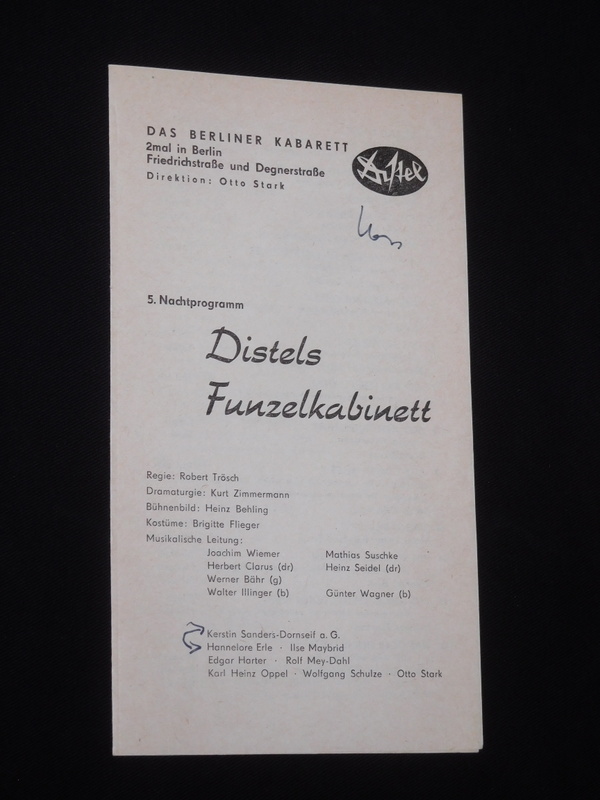 DAS BERLINER KABARETT
2mal in Berlin
Friedrichstraße und Degnerstraße
Direktion: Otto Stark
Distel
5. Nachtprogramm
Distels
Funzelkabinett
Regie: Robert Trösch
Dramaturgie: Kurt Zimmermann
Bühnenbild: Heinz Behling
Kostüme: Brigitte Flieger
Musikalische Leitung:
Joachim Wiemer Mathias Suschke
Herbert Clarus (dr) Heinz Seidel (dr)
Werner Bähr (g)
Walter Illinger (b) Günter Wagner (b)
Kerstin Sanders-Dornseif a. G.
Hannelore Erle · Ilse Maybrid
Edgar Harter · Rolf Mey-Dahl
Karl Heinz Oppel · Wolfgang Schulze · Otto Stark